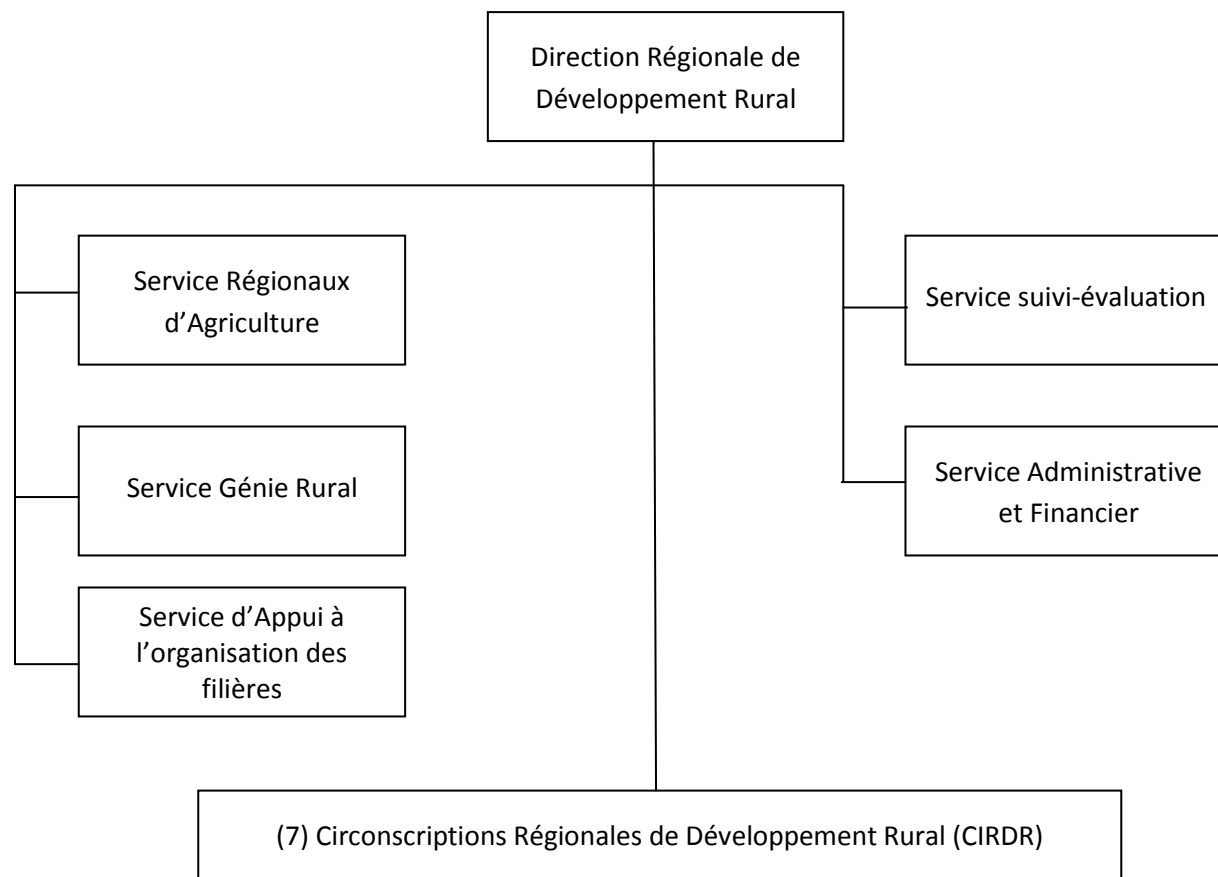 Direction Régionale de
Développement Rural
Service Régionaux
d’Agriculture
Service suivi-évaluation
Service Génie Rural
Service Administrative
et Financier
Service d’Appui à
l’organisation des
filières
(7) Circonscriptions Régionales de Développement Rural (CIRDR)